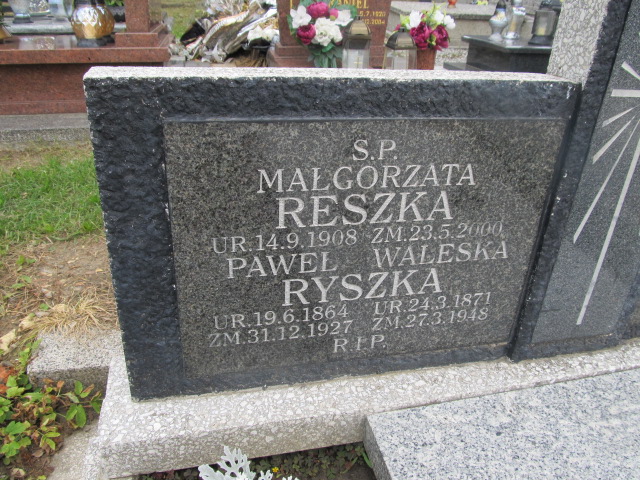 S.P.
MAŁGORZATA
RESZKA
UR.14.9.1908 ZM.23.5.2000
PAWEŁ WALESKA
RYSZKA
UR.19.6.1864 UR.24.3.1871
ZM.31.12.1927 ZM.27.3.1948
R.I.P.